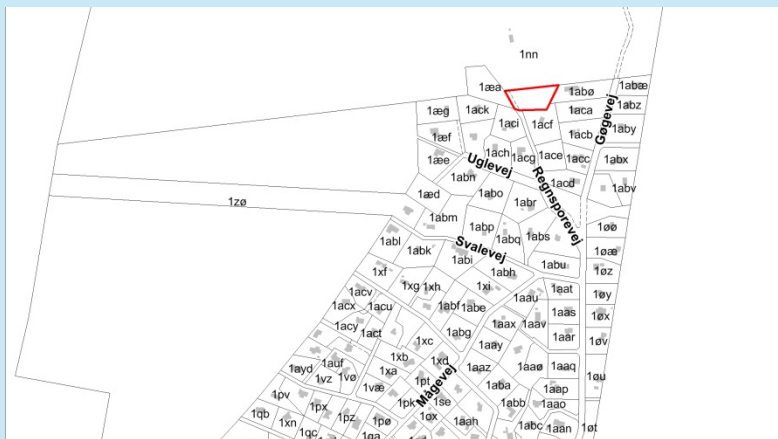 1nn
1æa
1abø
1abæ
1æg
1ack
1aci
1acf
1aca
1abz
Gøgevej
1æf
1acb
1aby
1æe
1ach
1acg
1ace
1acc
1abx
Uglevej
1abn
Regnsporevej
1acd
1abv
1æd
1abo
1abr
1zø
1abm
1abp
1abq
1abs
1øø
1abl
1abk
Svalevej
1øæ
1xf
1abi
1abh
1abu
1øz
1acv
1xg
1xh
1xi
1aau
1aat
1øy
1acx
1acu
1abf
1abe
1aas
1øx
1acy
1act
1abg
1aax
1aav
1aar
1øv
1xc
1aay
1auf
1xb
1xd
1ayd
1vz
1vø
1xa
1aaz
1aaø
1aaq
1øu
1væ
1pt
Mågevej
1aba
1aap
1pv
1px
1pk
1se
1abb
1aao
1qb
1xn
1pz
1pø
1øx
1aah
1abc
1aan
1øt
1qc
1qa